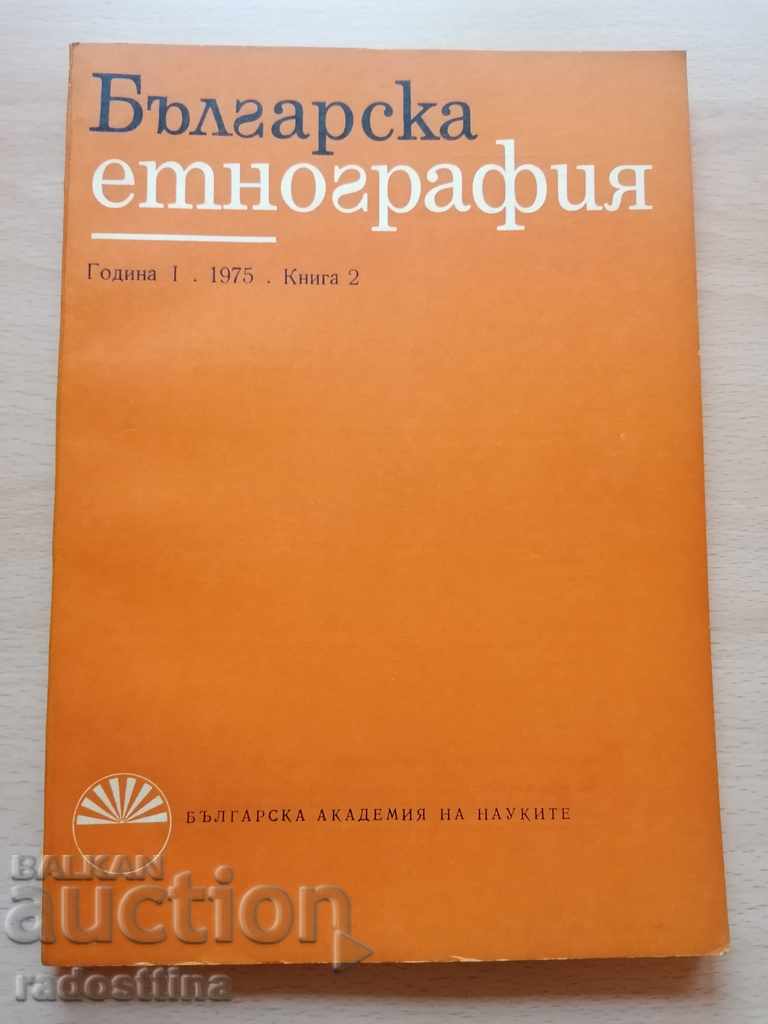 Българска
етнография
Година I . 1975 . Книга 2
БЪЛГАРСКА АКАДЕМИЯ НА НАУКИТЕ
BALKAN
auction
radosttina